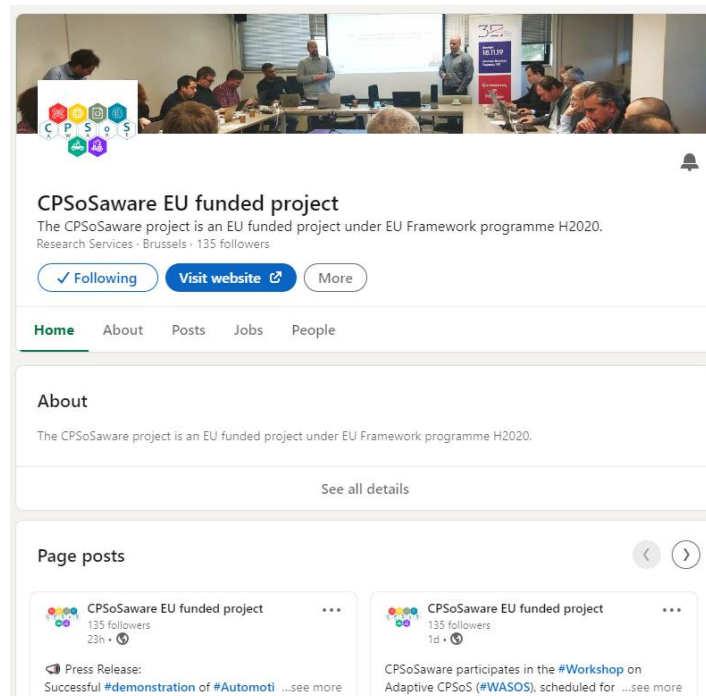 3Σ
18.11.19
C P S o S
A W A R E
CPSoSaware EU funded project
The CPSoSaware project is an EU funded project under EU Framework programme H2020.
Research Services · Brussels · 135 followers
✓ Following
Visit website
More
Home About Posts Jobs People
About
The CPSoSaware project is an EU funded project under EU Framework programme H2020.
See all details
Page posts
CPSoSaware EU funded project
135 followers
23h •
Press Release:
Successful #demonstration of #Automoti ...see more
CPSoSaware EU funded project
135 followers
1d •
CPSoSaware participates in the #Workshop on
Adaptive CPSoS (#WASOS), scheduled for ...see more